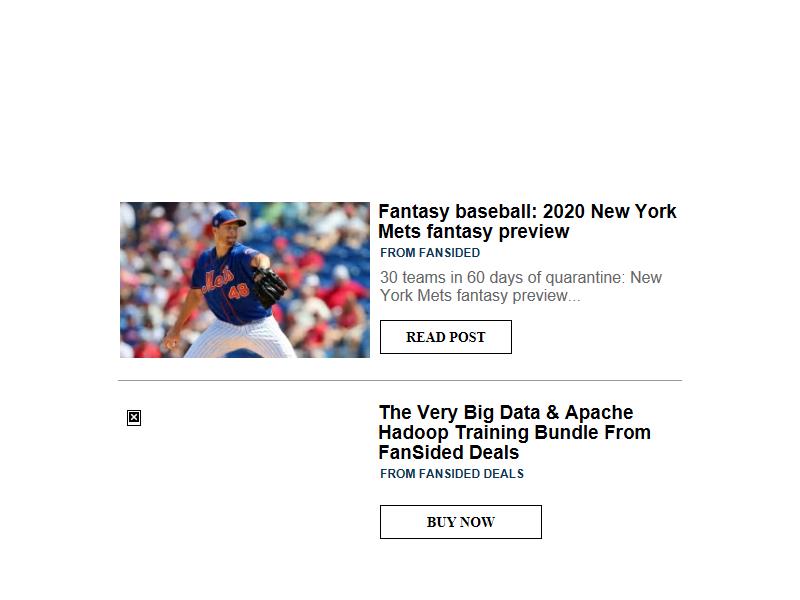 Fantasy baseball: 2020 New York
Mets fantasy preview
FROM FANSIDED
30 teams in 60 days of quarantine: New
York Mets fantasy preview...
READ POST
Mets
48
The Very Big Data & Apache
Hadoop Training Bundle From
FanSided Deals
FROM FANSIDED DEALS
BUY NOW